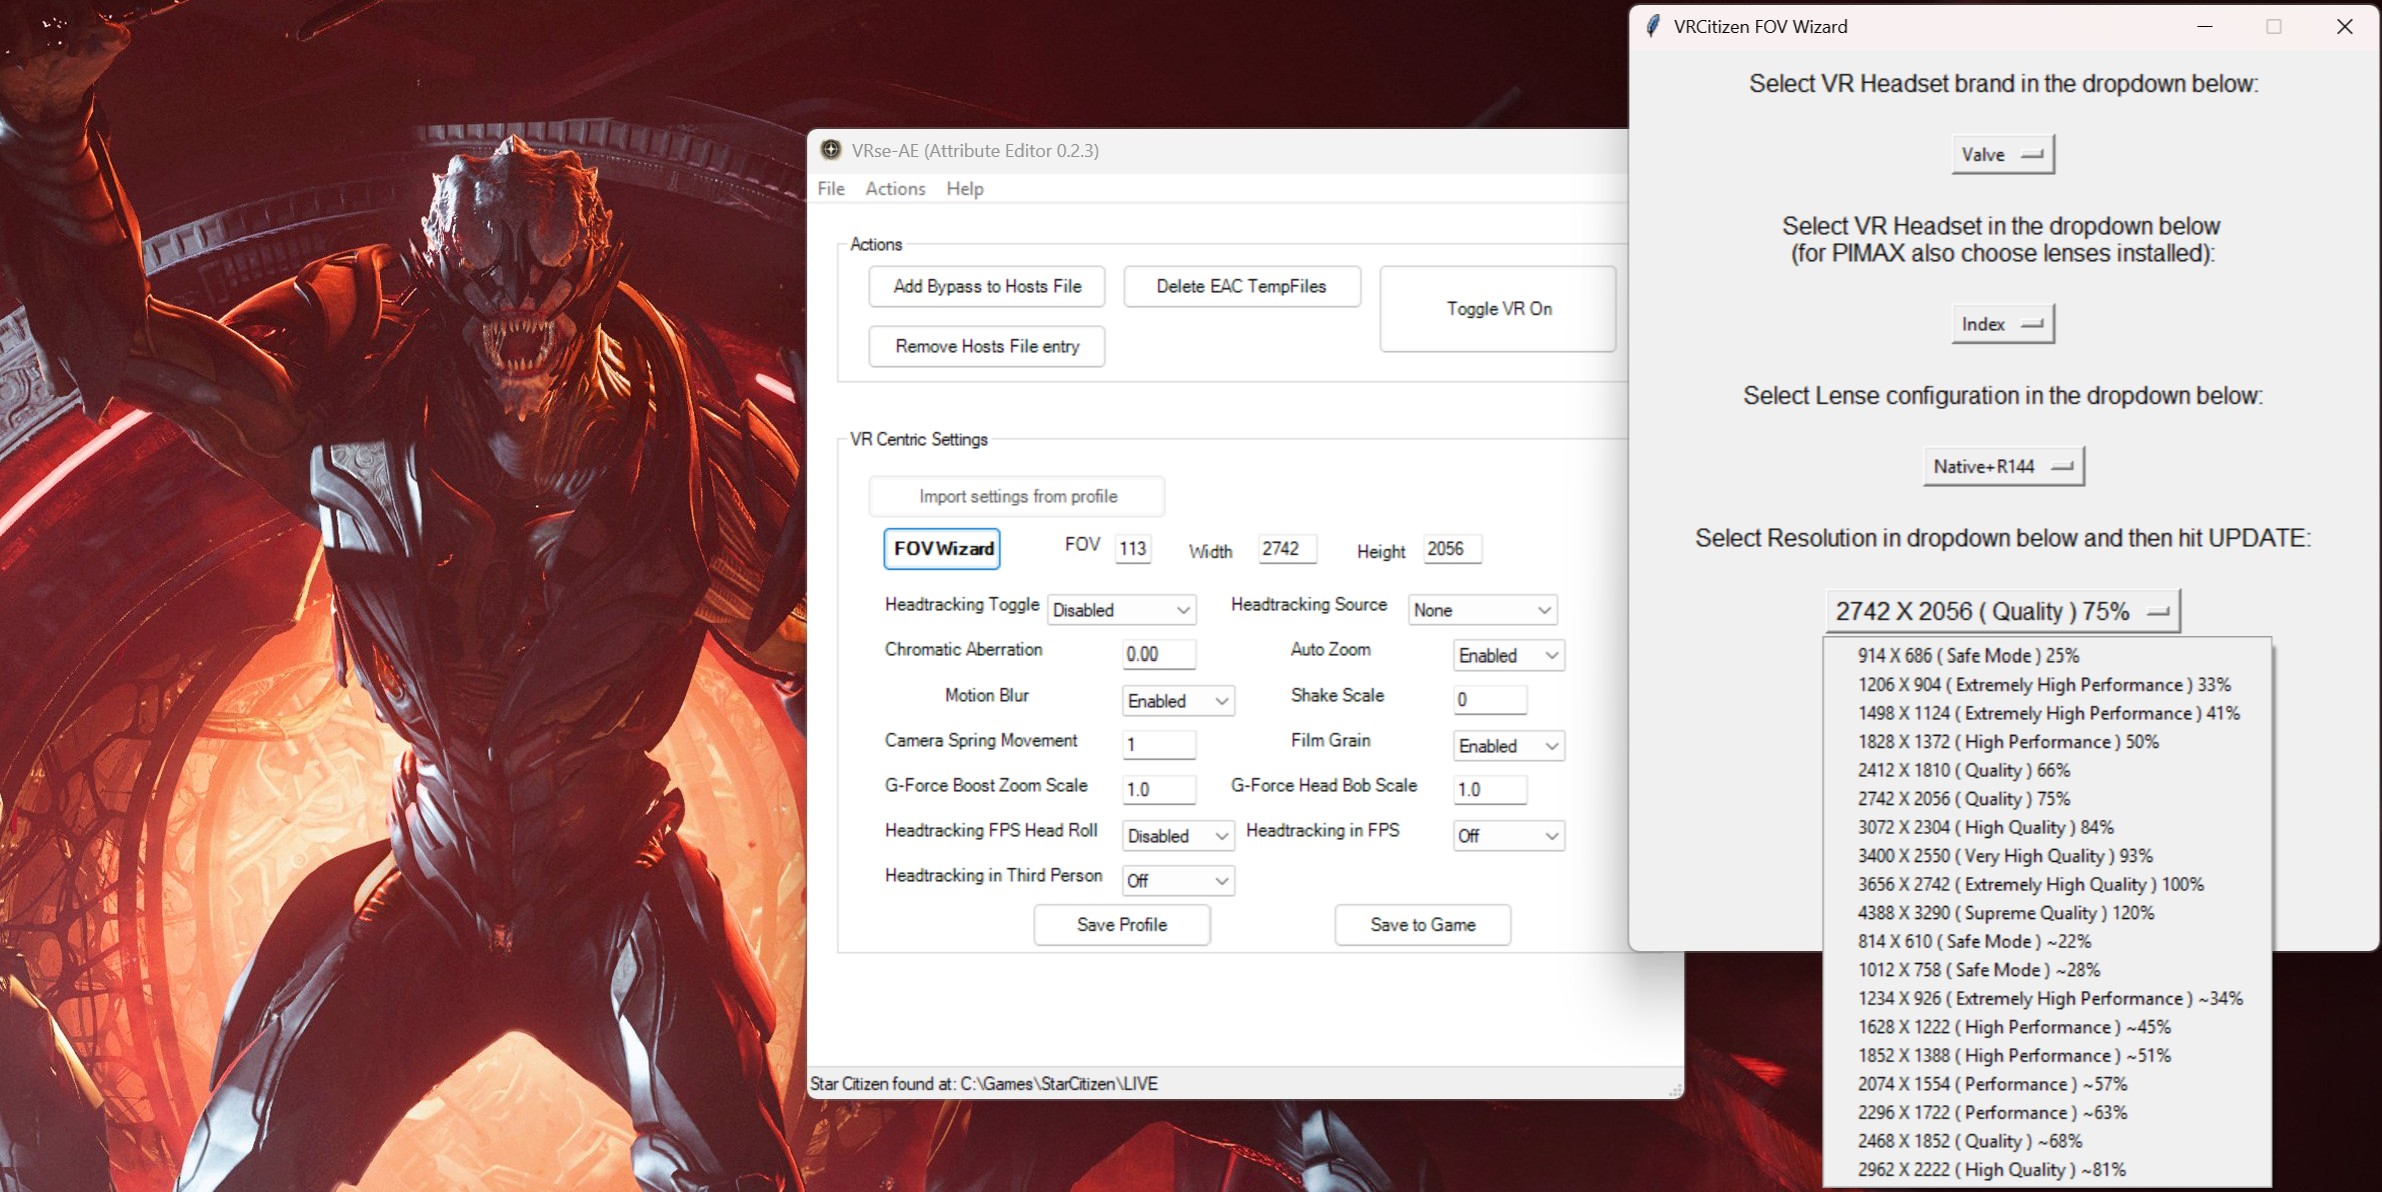 VRse-AE (Attribute Editor 0.2.3)
File Actions Help
Actions
Add Bypass to Hosts File
Delete EAC TempFiles
Toggle VR On
Remove Hosts File entry
VR Centric Settings
Import settings from profile
FOV Wizard
FOV 113 Width 2742 Height 2056
Headtracking Toggle Disabled Headtracking Source None
Chromatic Aberration 0.00 Auto Zoom Enabled
Motion Blur Enabled Shake Scale 0
Camera Spring Movement 1 Film Grain Enabled
G-Force Boost Zoom Scale 1.0 G-Force Head Bob Scale 1.0
Headtracking FPS Head Roll Disabled Headtracking in FPS Off
Headtracking in Third Person Off
Save Profile Save to Game
Star Citizen found at: C:\Games\StarCitizen\LIVE
VRCitizen FOV Wizard
Select VR Headset brand in the dropdown below:
Valve
Select VR Headset in the dropdown below
(for PIMAX also choose lenses installed):
Index
Select Lense configuration in the dropdown below:
Native+R144
Select Resolution in dropdown below and then hit UPDATE:
2742 X 2056 ( Quality ) 75%
914 X 686 ( Safe Mode ) 25%
1206 X 904 ( Extremely High Performance ) 33%
1498 X 1124 ( Extremely High Performance ) 41%
1828 X 1372 ( High Performance ) 50%
2412 X 1810 ( Quality ) 66%
2742 X 2056 ( Quality ) 75%
3072 X 2304 ( High Quality ) 84%
3400 X 2550 ( Very High Quality ) 93%
3656 X 2742 ( Extremely High Quality ) 100%
4388 X 3290 ( Supreme Quality ) 120%
814 X 610 ( Safe Mode ) ~22%
1012 X 758 ( Safe Mode ) ~28%
1234 X 926 ( Extremely High Performance ) ~34%
1628 X 1222 ( High Performance ) ~45%
1852 X 1388 ( High Performance ) ~51%
2074 X 1554 ( Performance ) ~57%
2296 X 1722 ( Performance ) ~63%
2468 X 1852 ( Quality ) ~68%
2962 X 2222 ( High Quality ) ~81%